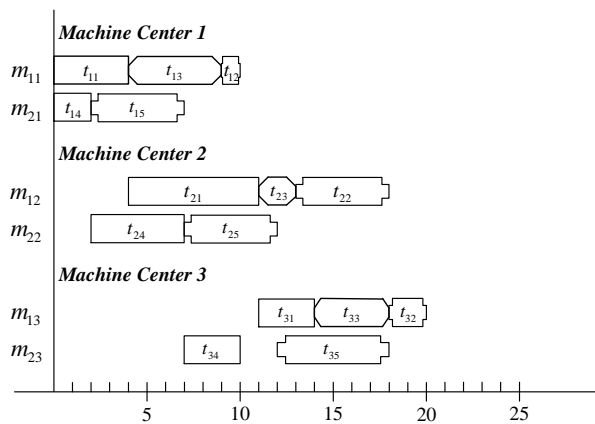 Machine Center 1
m₁₁ t₁₁ t₁₃ t₁₂
m₂₁ t₁₄ t₁₅
Machine Center 2
m₁₂ t₂₁ t₂₃ t₂₂
m₂₂ t₂₄ t₂₅
Machine Center 3
m₁₃ t₃₁ t₃₃ t₃₂
m₂₃ t₃₄ t₃₅
5 10 15 20 25